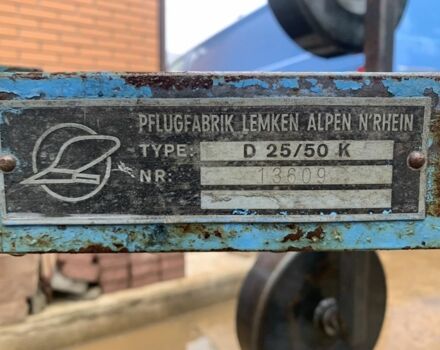 PFLUGFABRIK LEMKEN ALPEN N'RHEIN
TYPE: D 25/50 K
NR: 13609